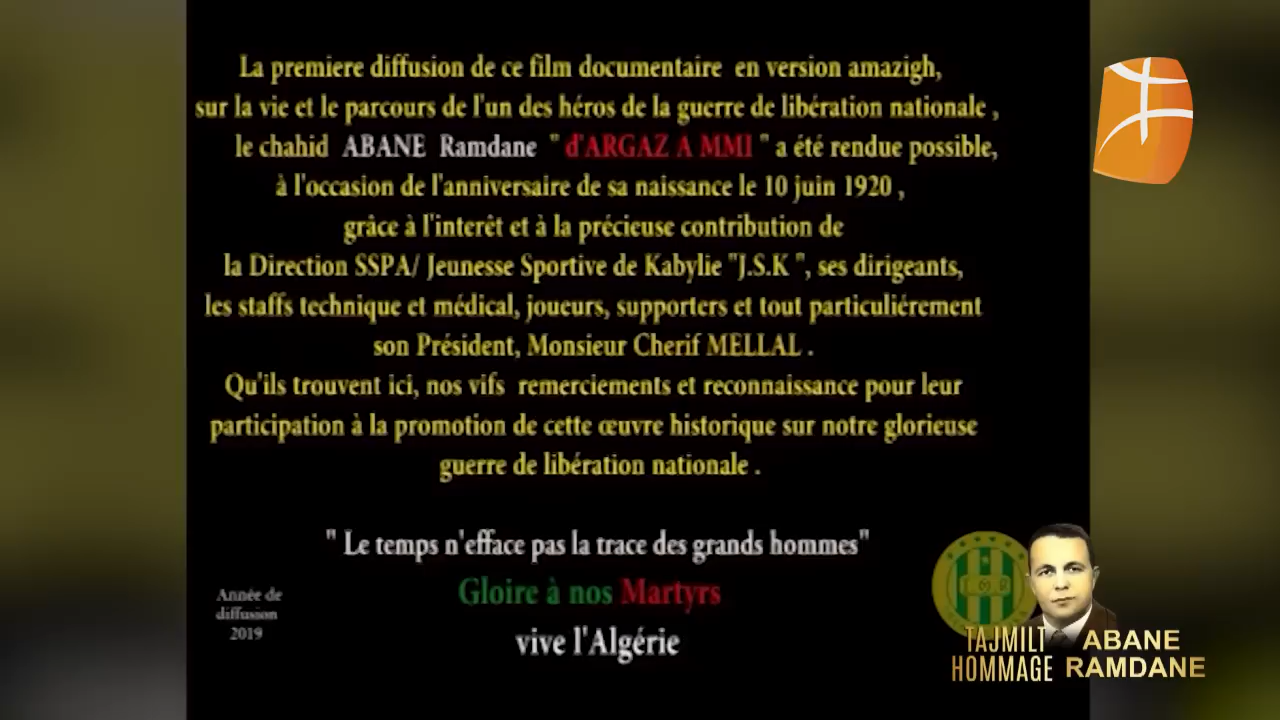 La premiere diffusion de ce film documentaire en version amazigh,
sur la vie et le parcours de l'un des héros de la guerre de libération nationale ,
le chahid ABANE Ramdane " d'ARGAZ A MMI " a été rendue possible,
à l'occasion de l'anniversaire de sa naissance le 10 juin 1920 ,
grâce à l'interêt et à la précieuse contribution de
la Direction SSPA/ Jeunesse Sportive de Kabylie "J.S.K ", ses dirigeants,
les staffs technique et médical, joueurs, supporters et tout particuliérement
son Président, Monsieur Cherif MELLAL .
Qu'ils trouvent ici, nos vifs remerciements et reconnaissance pour leur
participation à la promotion de cette œuvre historique sur notre glorieuse
guerre de libération nationale .
" Le temps n'efface pas la trace des grands hommes"
Gloire à nos Martyrs
vive l'Algérie
Année de
diffusion
2019
TAJMILT
HOMMAGE
ABANE
RAMDANE